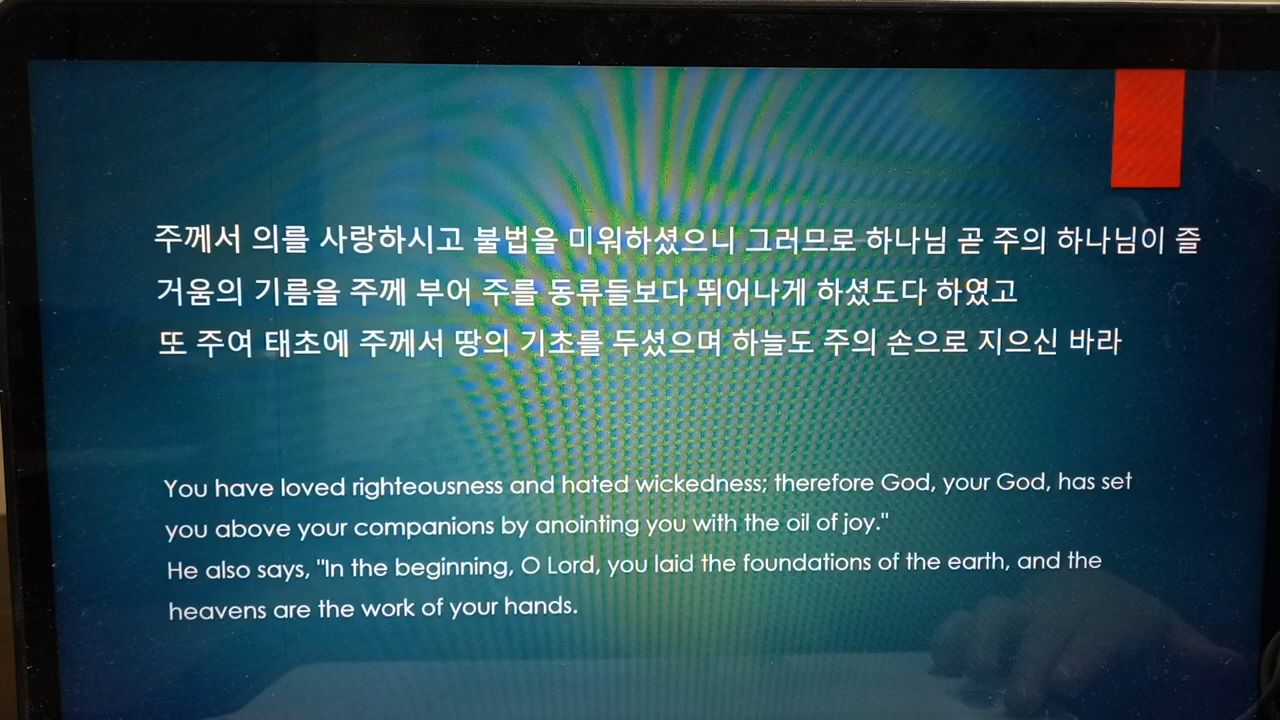 주께서 의를 사랑하시고 불법을 미워하셨으니 그러므로 하나님 곧 주의 하나님이 즐
거움의 기름을 주께 부어 주를 동류들보다 뛰어나게 하셨도다 하였고
또 주여 태초에 주께서 땅의 기초를 두셨으며 하늘도 주의 손으로 지으신 바라
You have loved righteousness and hated wickedness; therefore God, your God, has set
you above your companions by anointing you with the oil of joy."
He also says, "In the beginning, O Lord, you laid the foundations of the earth, and the
heavens are the work of your hands.